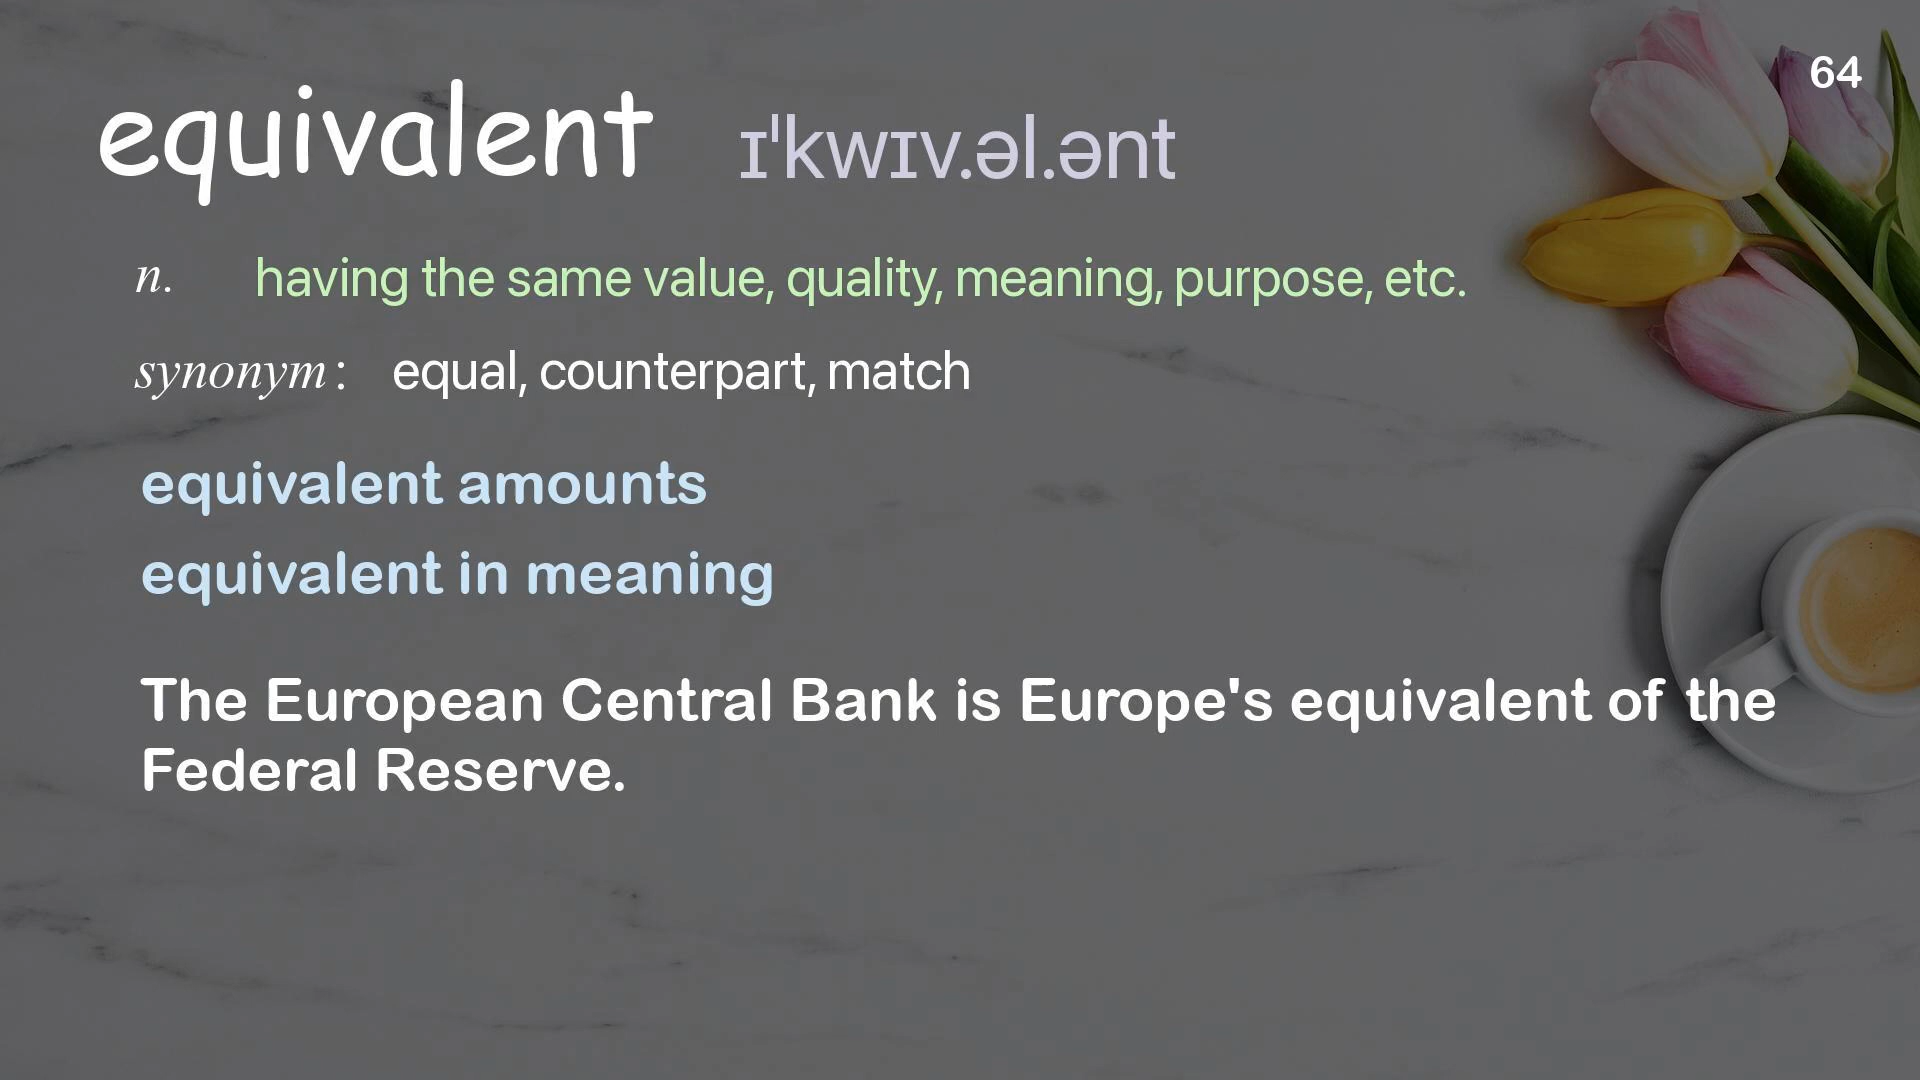 64
equivalent ɪˈkwɪv.əl.ənt
n. having the same value, quality, meaning, purpose, etc.
synonym : equal, counterpart, match
equivalent amounts
equivalent in meaning
The European Central Bank is Europe's equivalent of the
Federal Reserve.